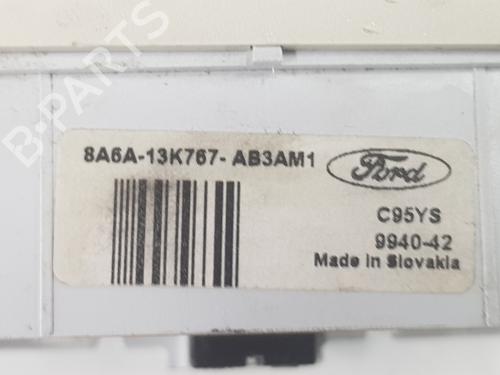 8A6A-13K767- AB3AM1
Ford
C95YS
9940-42
Made in Slovakia
B-PARTS